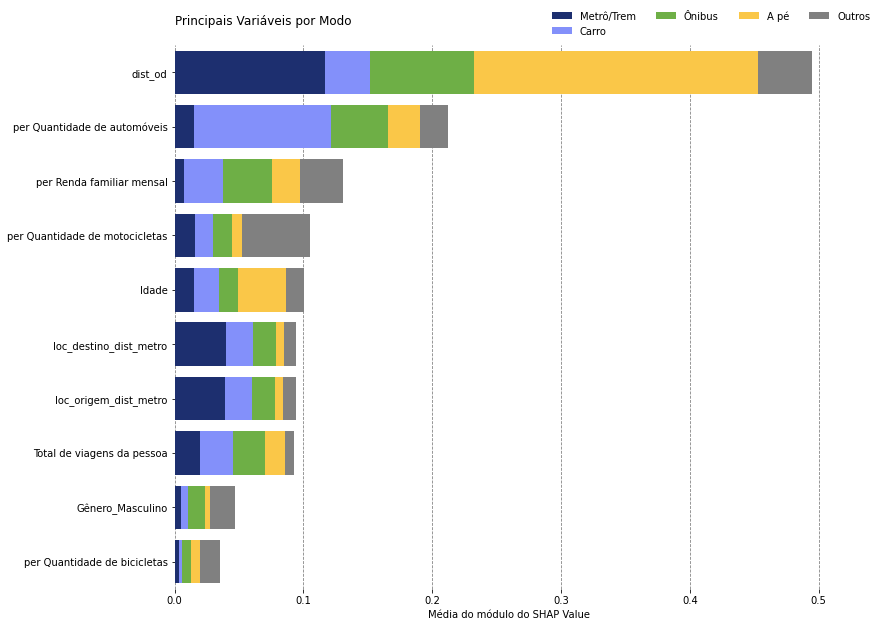 Principais Variáveis por Modo
Metrô/Trem
Carro
Ônibus
A pé
Outros
dist_od
per Quantidade de automóveis
per Renda familiar mensal
per Quantidade de motocicletas
Idade
loc_destino_dist_metro
loc_origem_dist_metro
Total de viagens da pessoa
Gênero_Masculino
per Quantidade de bicicletas
0.0 0.1 0.2 0.3 0.4 0.5
Média do módulo do SHAP Value